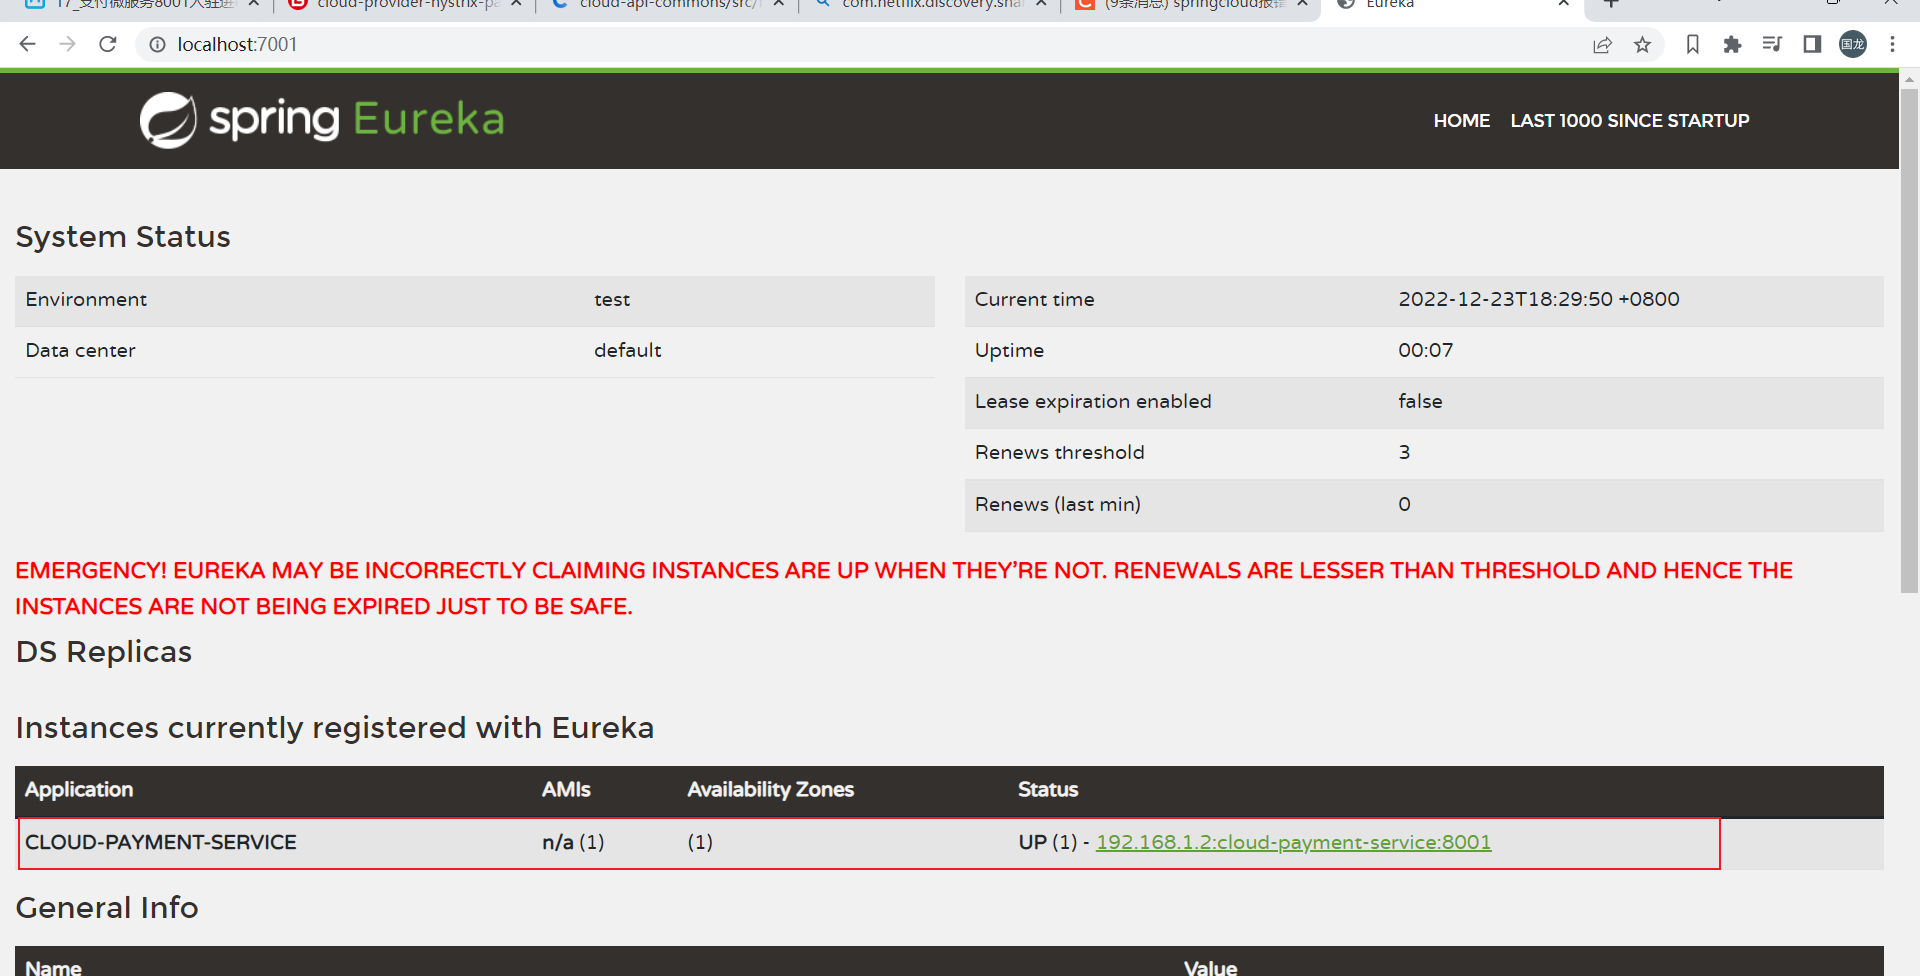 17_支付微服务8001入驻进
cloud-provider-hystrix-pa
cloud-api-commons/src/
com.netflix.discovery.shar
(9条消息) springcloud报错
Eureka
localhost:7001
国龙
spring Eureka
HOME LAST 1000 SINCE STARTUP
System Status
Environment test
Data center default
Current time 2022-12-23T18:29:50 +0800
Uptime 00:07
Lease expiration enabled false
Renews threshold 3
Renews (last min) 0
EMERGENCY! EUREKA MAY BE INCORRECTLY CLAIMING INSTANCES ARE UP WHEN THEY’RE NOT. RENEWALS ARE LESSER THAN THRESHOLD AND HENCE THE
INSTANCES ARE NOT BEING EXPIRED JUST TO BE SAFE.
DS Replicas
Instances currently registered with Eureka
Application AMIs Availability Zones Status
CLOUD-PAYMENT-SERVICE n/a (1) (1) UP (1) - 192.168.1.2:cloud-payment-service:8001
General Info
Name Value